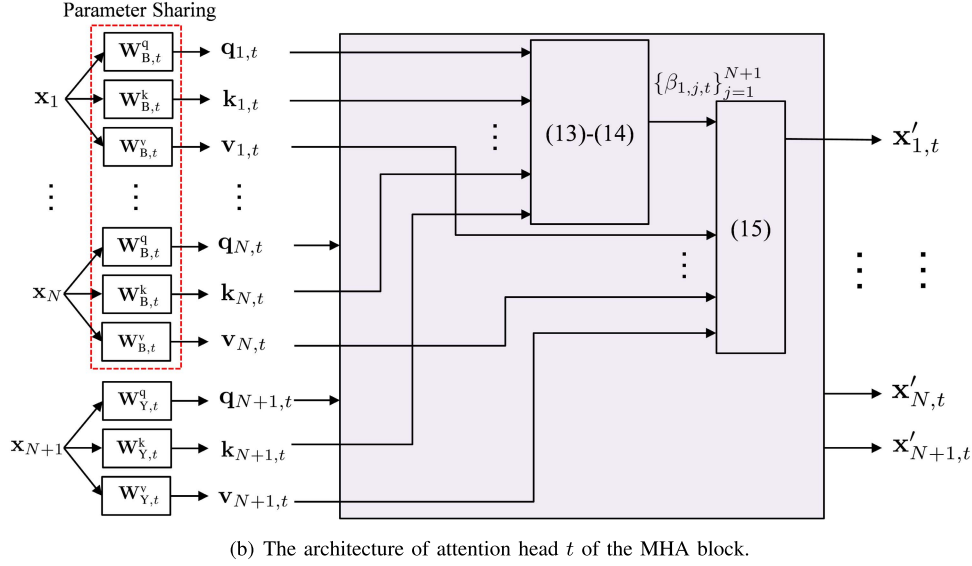 Parameter Sharing
x₁
W^q_{B,t}
q_{1,t}
W^k_{B,t}
k_{1,t}
W^v_{B,t}
v_{1,t}
⋮ ⋮ ⋮
x_N
W^q_{B,t}
q_{N,t}
W^k_{B,t}
k_{N,t}
W^v_{B,t}
v_{N,t}
x_{N+1}
W^q_{Y,t}
q_{N+1,t}
W^k_{Y,t}
k_{N+1,t}
W^v_{Y,t}
v_{N+1,t}
⋮
(13)-(14)
{β_{1,j,t}}^{N+1}_{j=1}
⋮
(15)
x′_{1,t}
⋮ ⋮
x′_{N,t}
x′_{N+1,t}
(b) The architecture of attention head t of the MHA block.